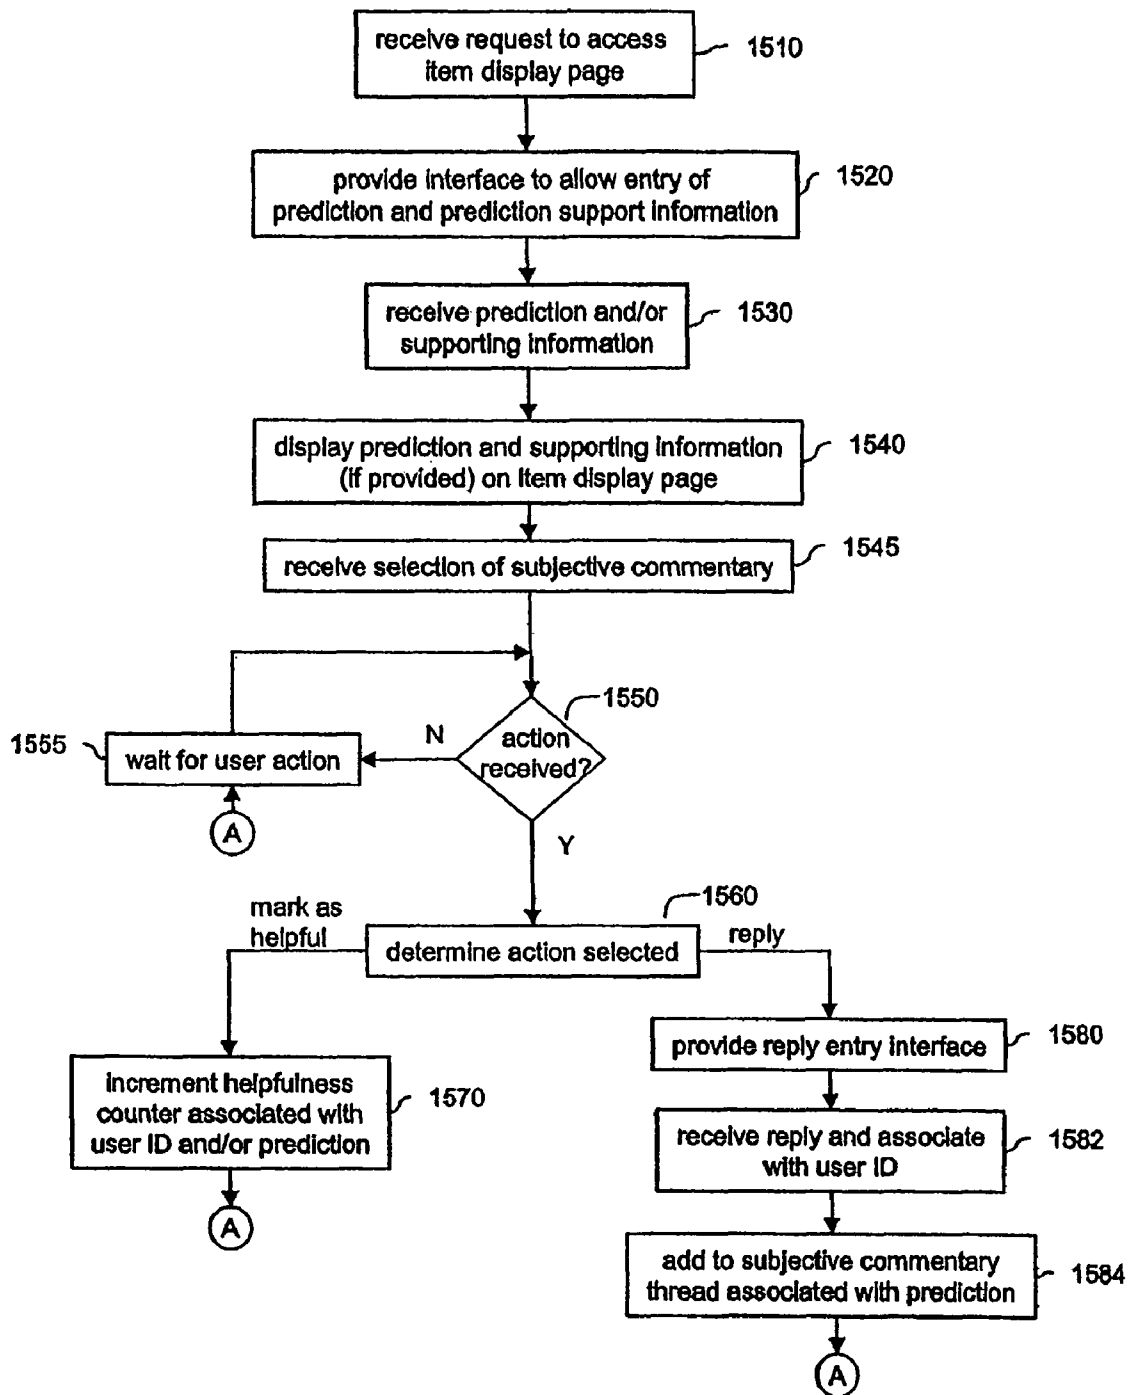 receive request to access
item display page
1510
provide interface to allow entry of
prediction and prediction support information
1520
receive prediction and/or
supporting information
1530
display prediction and supporting information
(if provided) on item display page
1540
receive selection of subjective commentary
1545
1550
action
received?
N
1555
wait for user action
A
Y
1560
mark as
helpful
determine action selected
reply
provide reply entry interface
1580
increment helpfulness
counter associated with
user ID and/or prediction
1570
receive reply and associate
with user ID
1582
A
add to subjective commentary
thread associated with prediction
1584
A